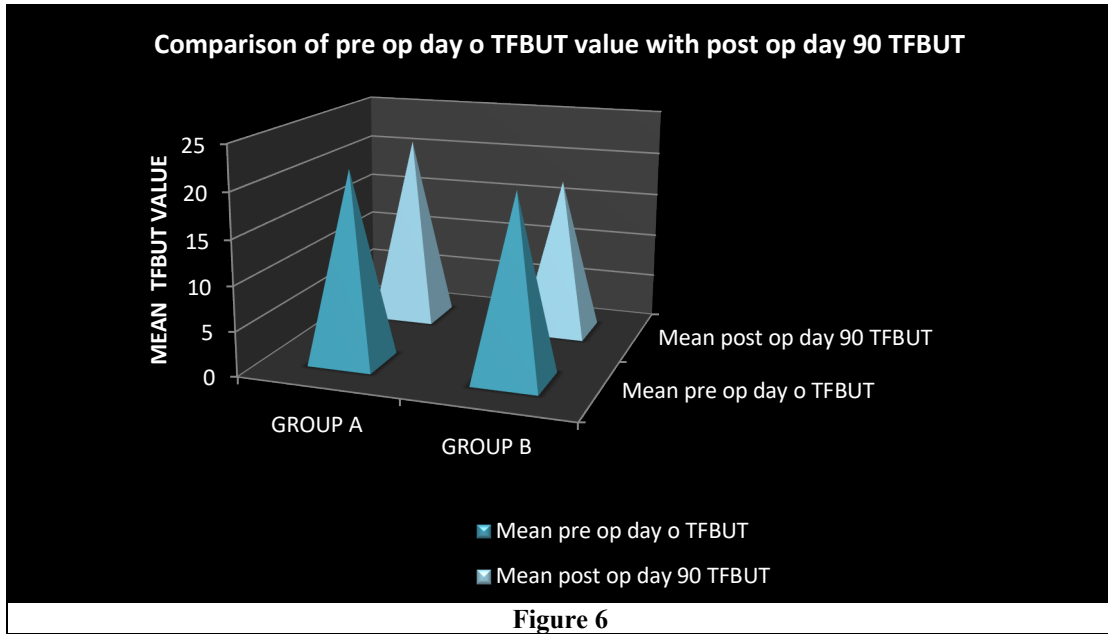 Comparison of pre op day o TFBUT value with post op day 90 TFBUT
MEAN TFBUT VALUE
25
20
15
10
5
0
GROUP A
GROUP B
Mean post op day 90 TFBUT
Mean pre op day o TFBUT
Mean pre op day o TFBUT
Mean post op day 90 TFBUT
Figure 6